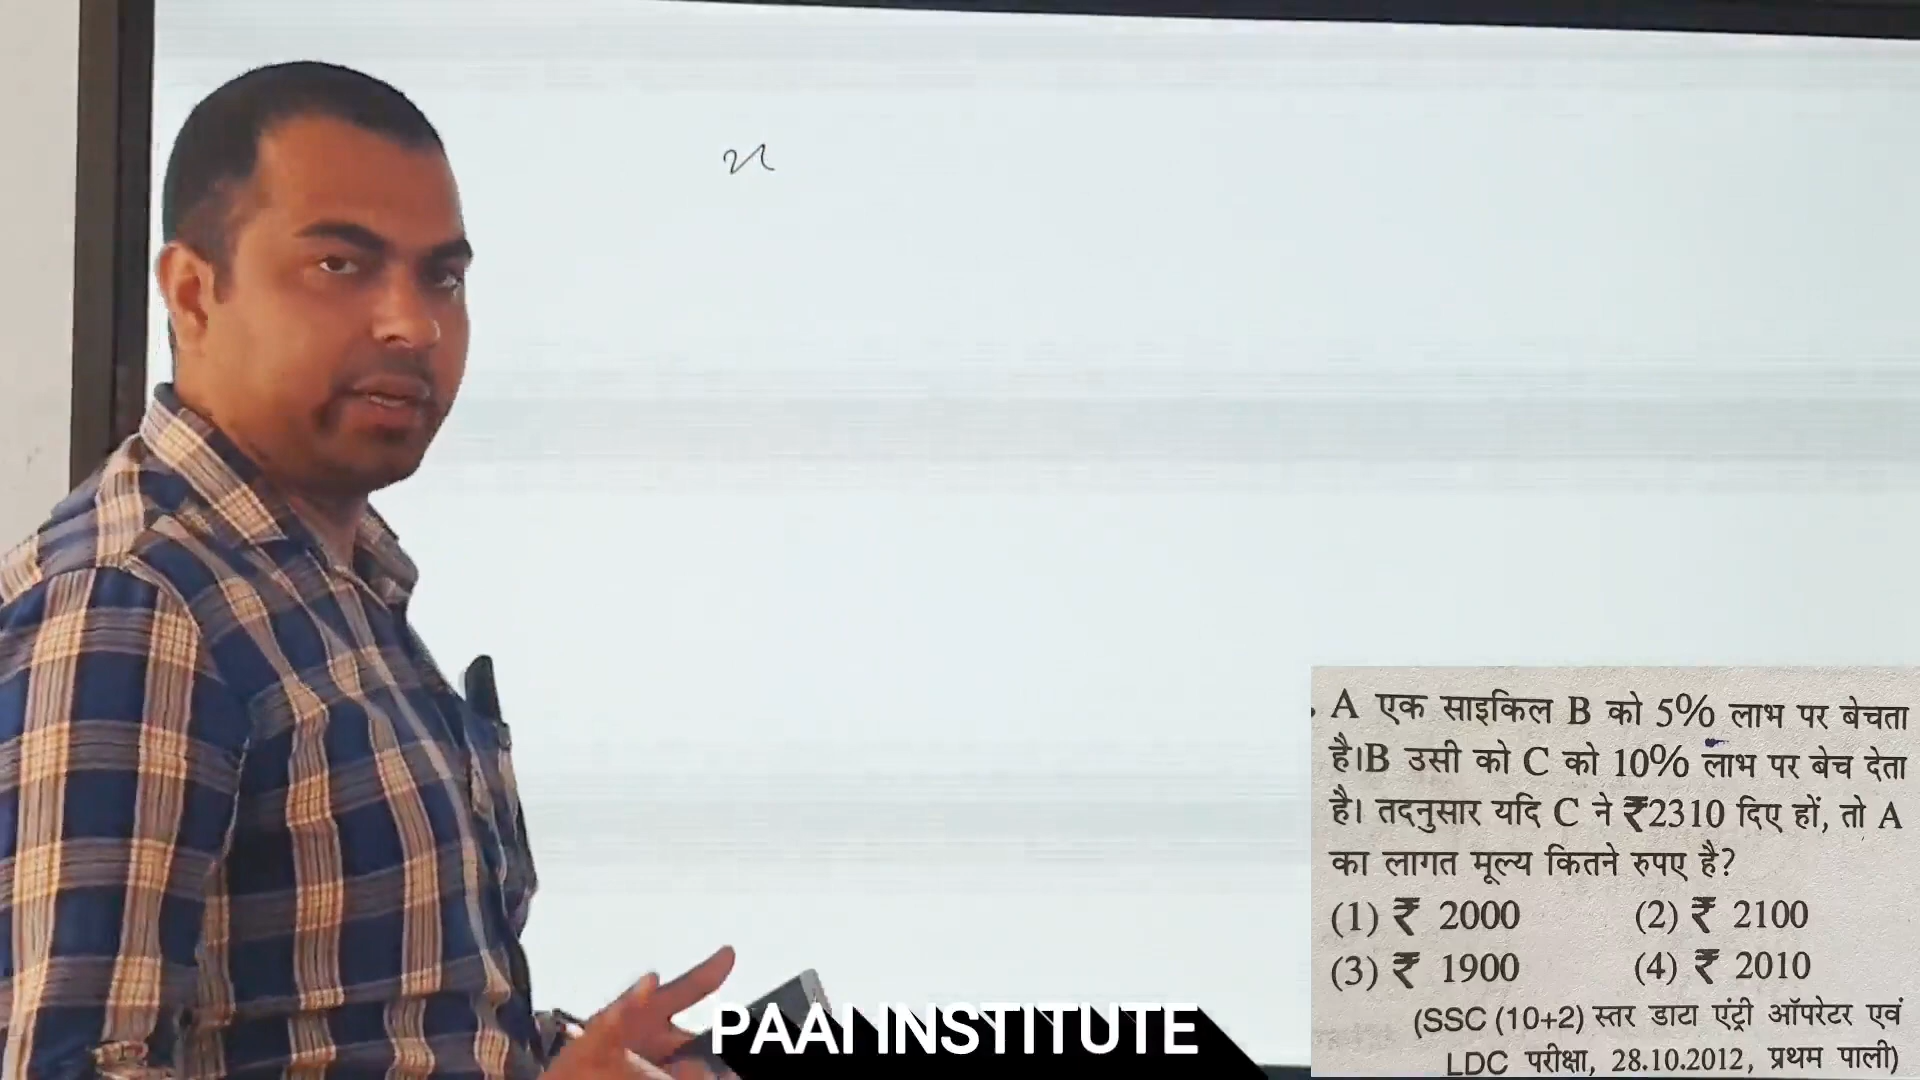 x
A एक साइकिल B को 5% लाभ पर बेचता
है।B उसी को C को 10% लाभ पर बेच देता
है। तदनुसार यदि C ने ₹2310 दिए हों, तो A
का लागत मूल्य कितने रुपए है?
(1) ₹ 2000 (2) ₹ 2100
(3) ₹ 1900 (4) ₹ 2010
(SSC (10+2) स्तर डाटा एंट्री ऑपरेटर एवं
LDC परीक्षा, 28.10.2012, प्रथम पाली)
PAAI INSTITUTE